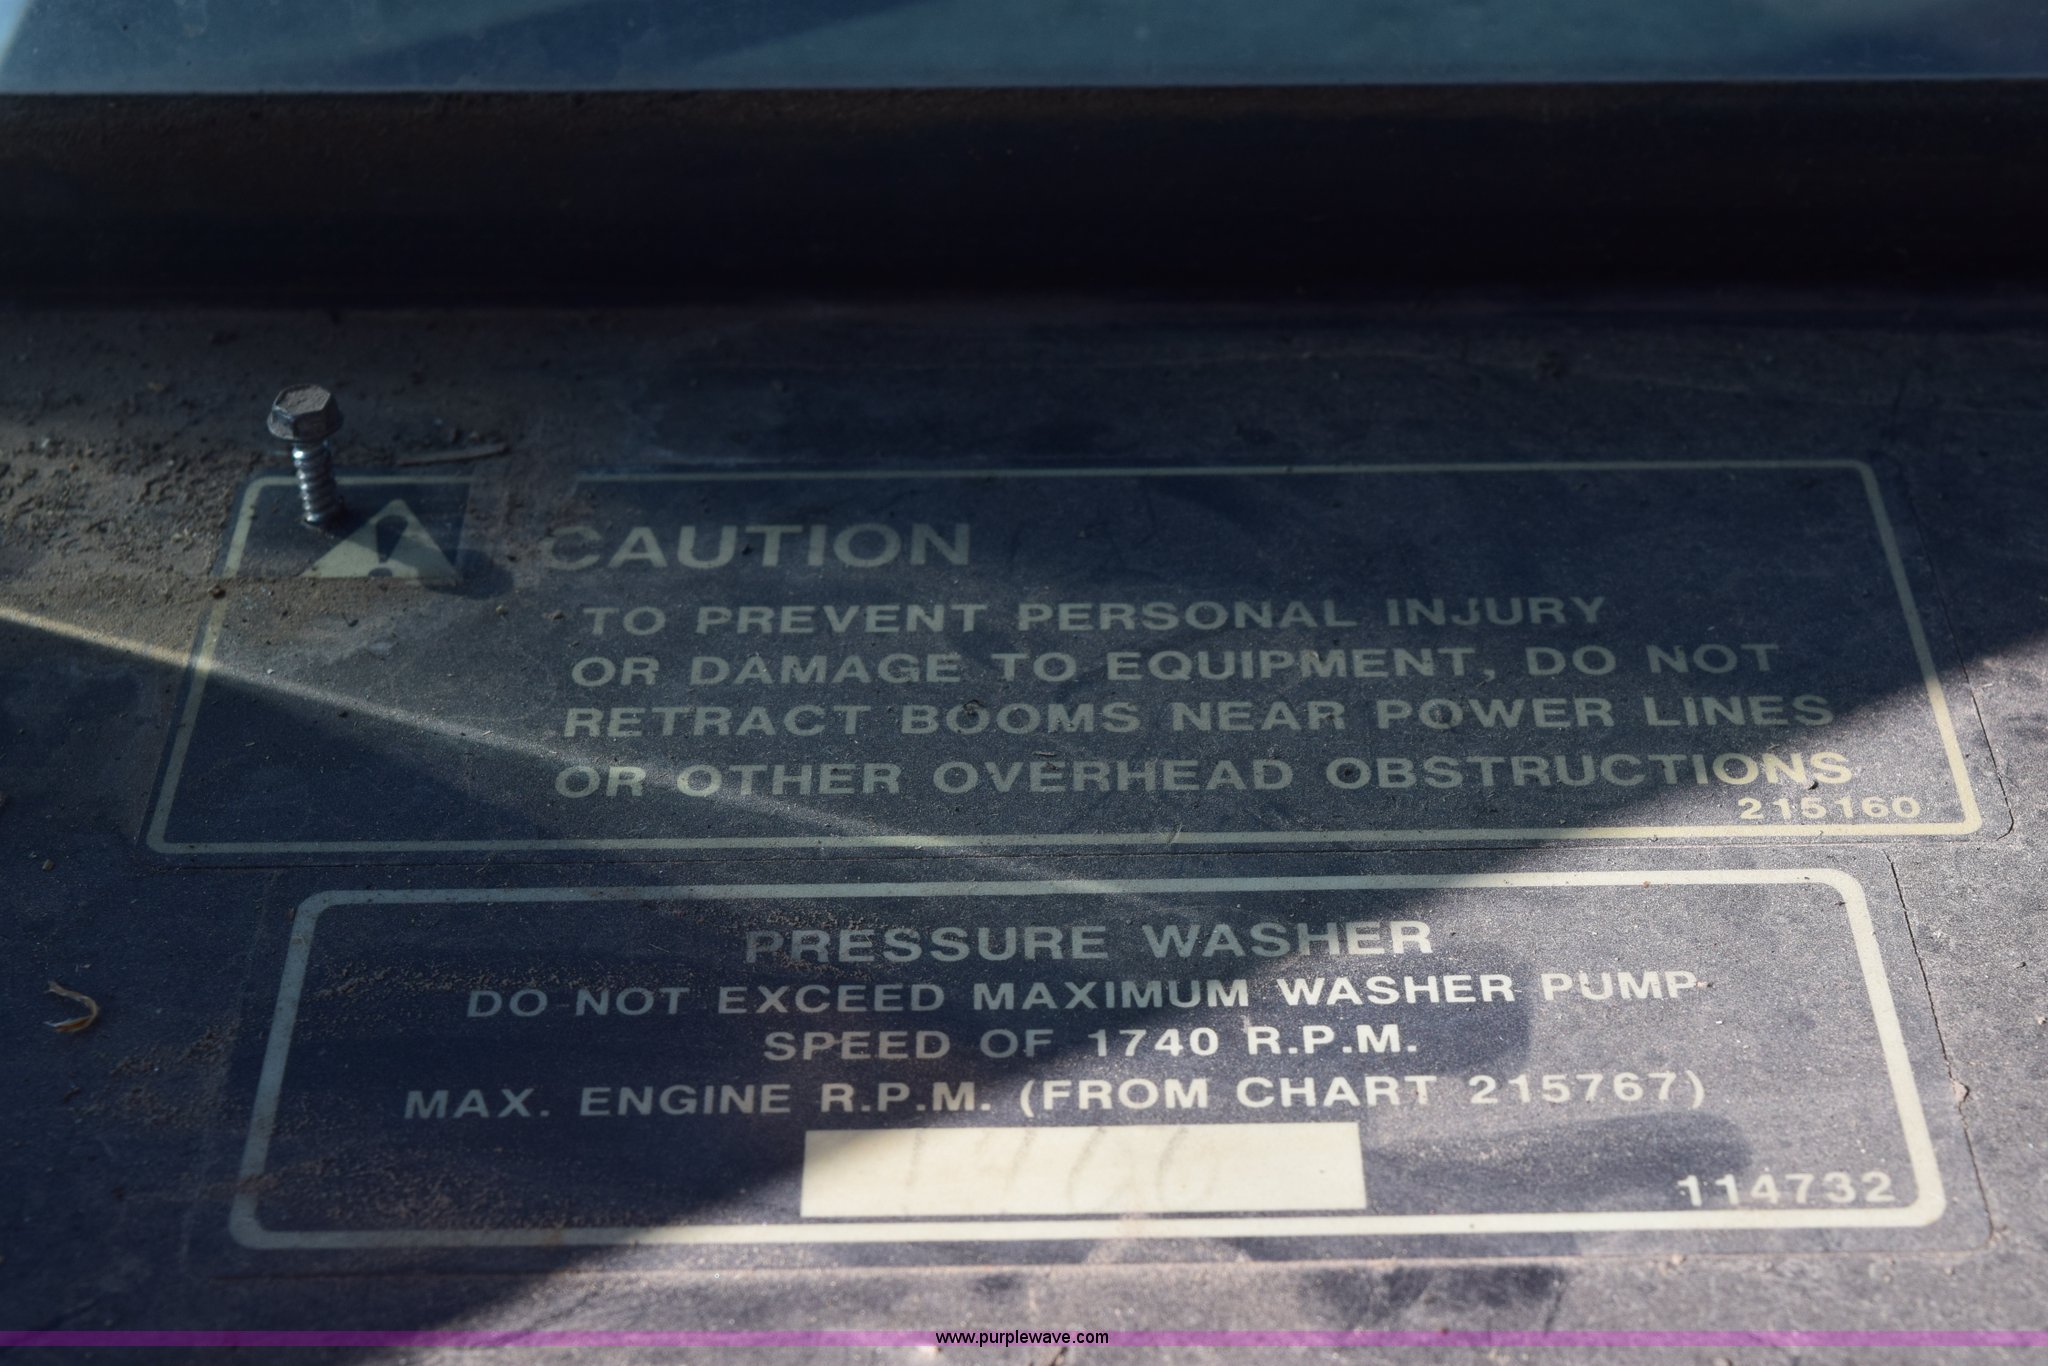 CAUTION
TO PREVENT PERSONAL INJURY
OR DAMAGE TO EQUIPMENT, DO NOT
RETRACT BOOMS NEAR POWER LINES
OR OTHER OVERHEAD OBSTRUCTIONS
215160
PRESSURE WASHER
DO NOT EXCEED MAXIMUM WASHER PUMP
SPEED OF 1740 R.P.M.
MAX. ENGINE R.P.M. (FROM CHART 215767)
114732
www.purplewave.com